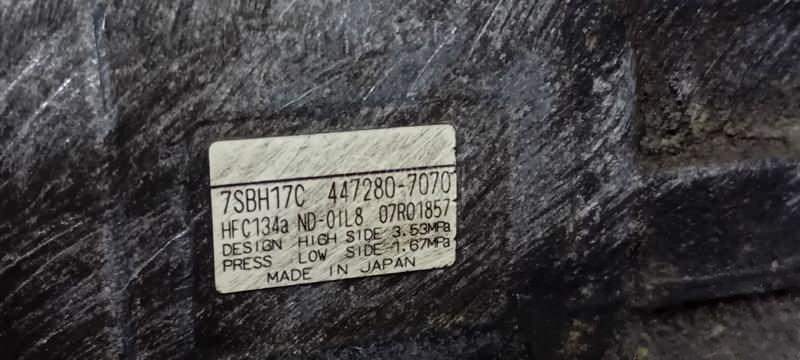 7SBH17C 447280-7070
HFC134a ND-OIL8 07R01857
DESIGN HIGH SIDE 3.53MPa
PRESS LOW SIDE 1.67MPa
MADE IN JAPAN